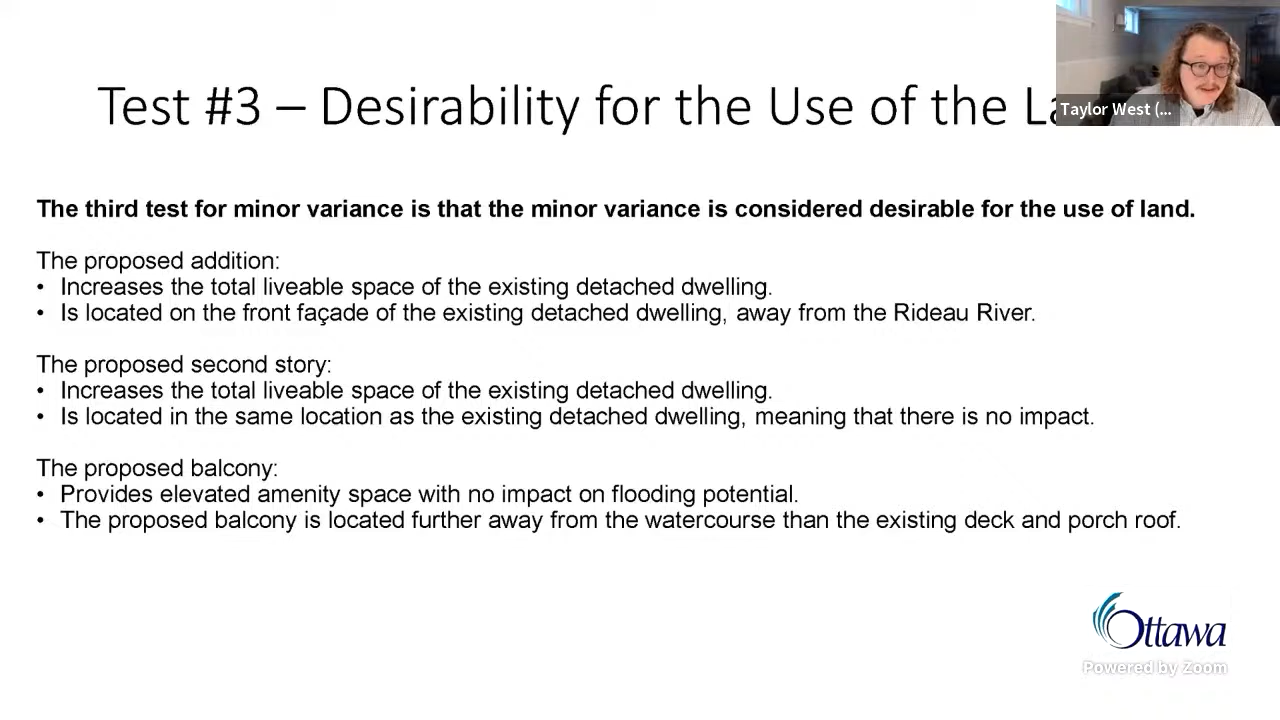 Test #3 – Desirability for the Use of the La
Taylor West (...
The third test for minor variance is that the minor variance is considered desirable for the use of land.
The proposed addition:
• Increases the total liveable space of the existing detached dwelling.
• Is located on the front façade of the existing detached dwelling, away from the Rideau River.
The proposed second story:
• Increases the total liveable space of the existing detached dwelling.
• Is located in the same location as the existing detached dwelling, meaning that there is no impact.
The proposed balcony:
• Provides elevated amenity space with no impact on flooding potential.
• The proposed balcony is located further away from the watercourse than the existing deck and porch roof.
Ottawa
Powered by Zoom